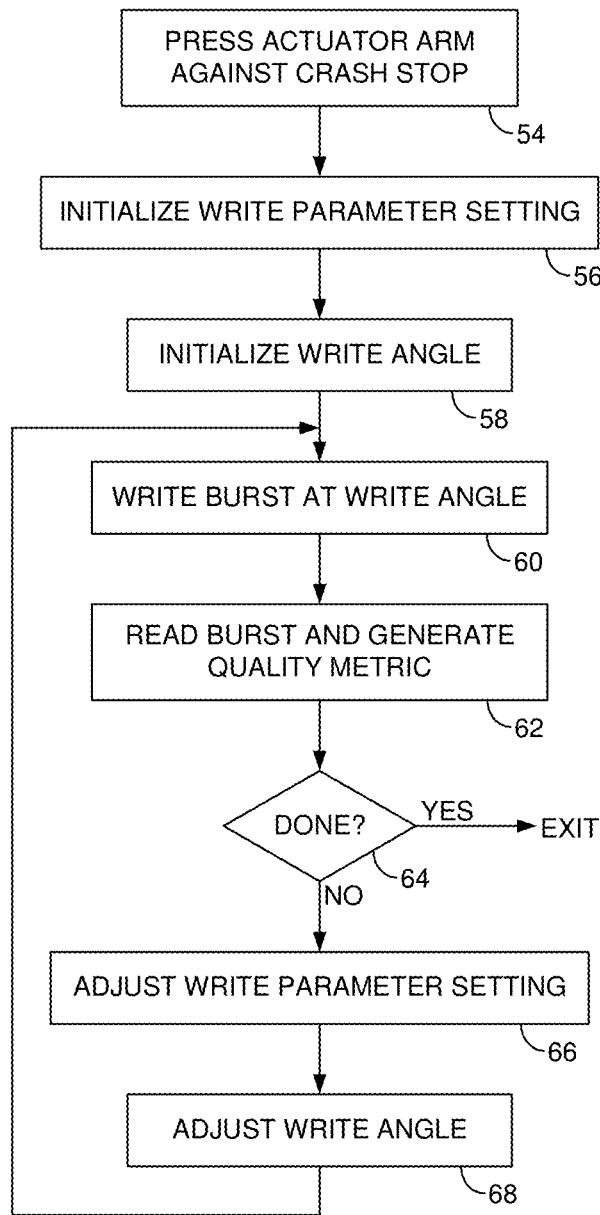 PRESS ACTUATOR ARM
AGAINST CRASH STOP
54
INITIALIZE WRITE PARAMETER SETTING
56
INITIALIZE WRITE ANGLE
58
WRITE BURST AT WRITE ANGLE
60
READ BURST AND GENERATE
QUALITY METRIC
62
DONE?
YES
EXIT
64
NO
ADJUST WRITE PARAMETER SETTING
66
ADJUST WRITE ANGLE
68